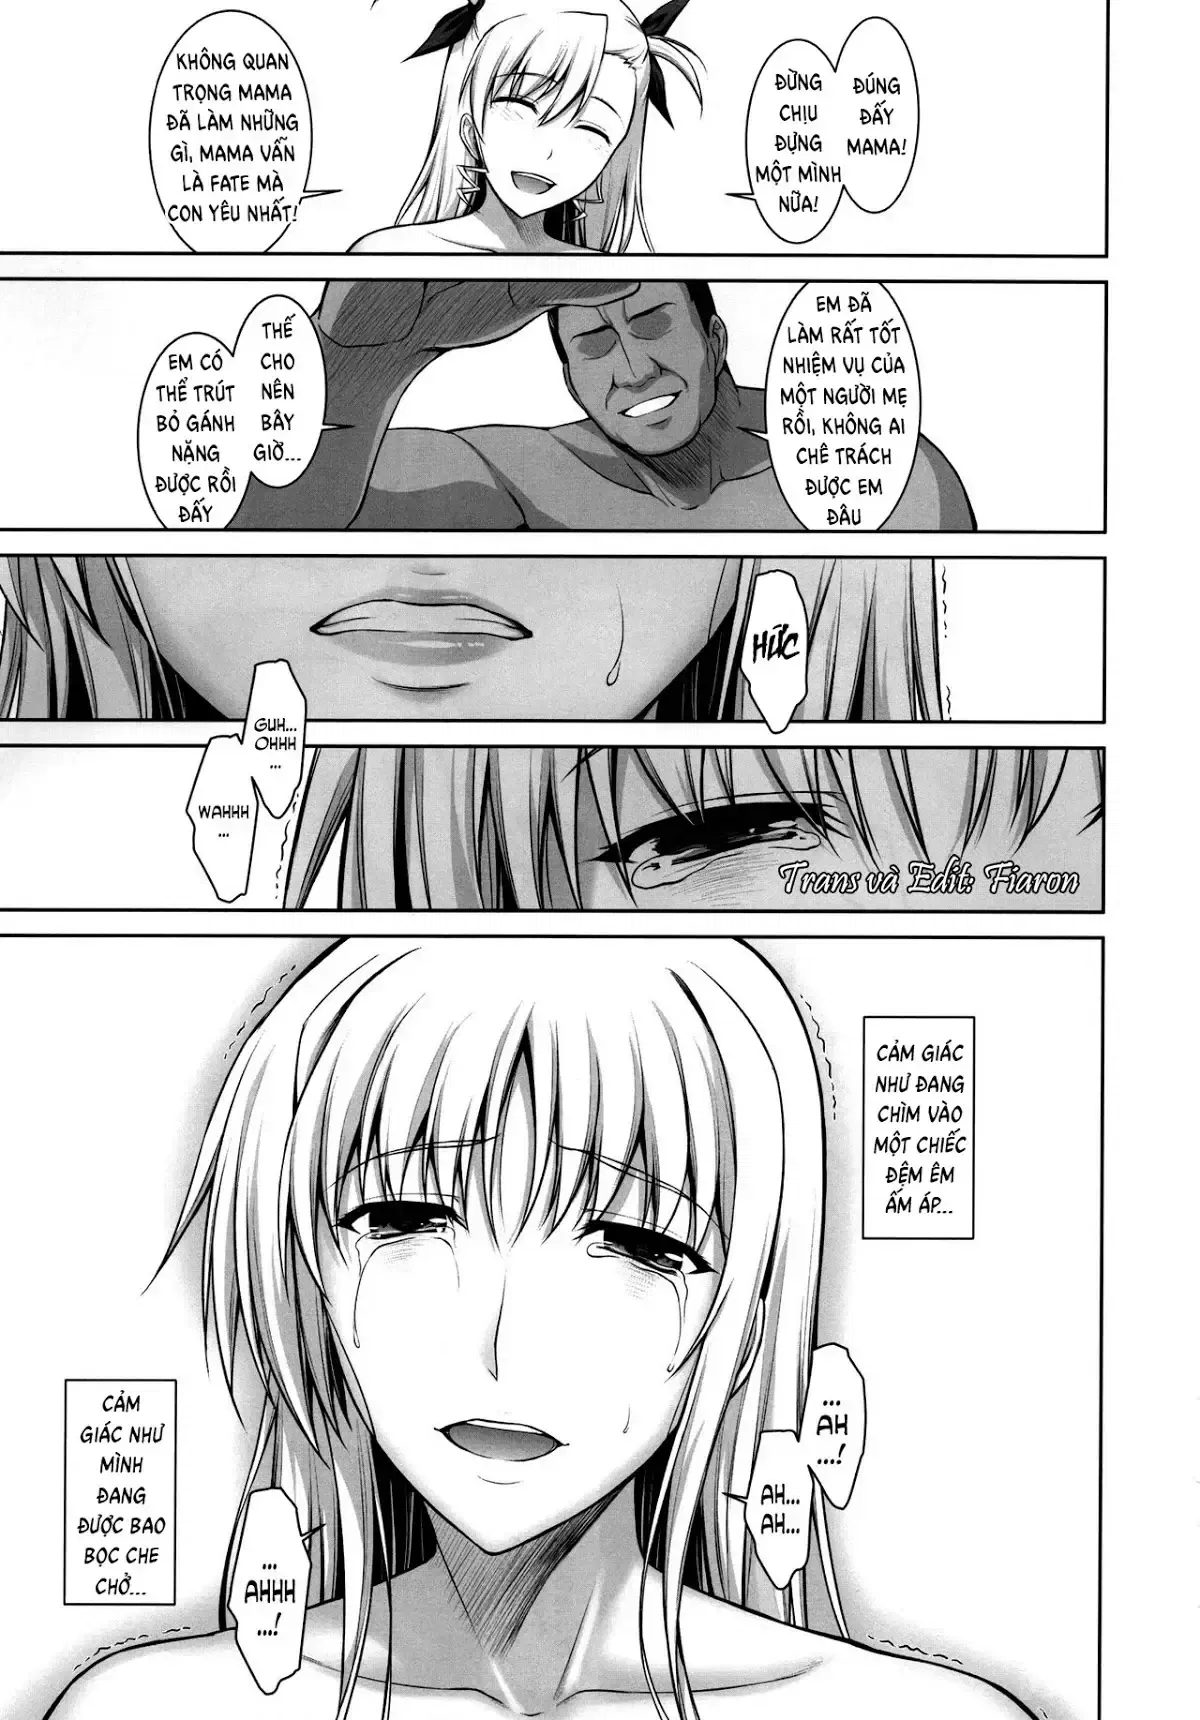 ĐÚNG
ĐẤY
MAMA!
ĐỪNG
CHỊU
ĐỰNG
MỘT MÌNH
NỮA!
KHÔNG QUAN
TRỌNG MAMA
ĐÃ LÀM NHỮNG
GÌ, MAMA VẪN
LÀ FATE MÀ
CON YÊU NHẤT!
EM ĐÃ
LÀM RẤT TỐT
NHIỆM VỤ CỦA
MỘT NGƯỜI MẸ
RỒI, KHÔNG AI
CHÊ TRÁCH
ĐƯỢC EM
ĐÂU
THẾ
CHO
NÊN
BÂY
GIỜ...
EM CÓ
THỂ TRÚT
BỎ GÁNH
NẶNG
ĐƯỢC RỒI
ĐẤY
HỨC
GUH...
OHHH
...
WAHHH
...
Trans và Edit: Fiaron
CẢM GIÁC
NHƯ ĐANG
CHÌM VÀO
MỘT CHIẾC
ĐỆM ÊM
ẤM ÁP...
...
AH
...!
AH...
AH...
...
AHHH
...!
CẢM
GIÁC NHƯ
MÌNH
ĐANG
ĐƯỢC BAO
BỌC CHE
CHỞ...